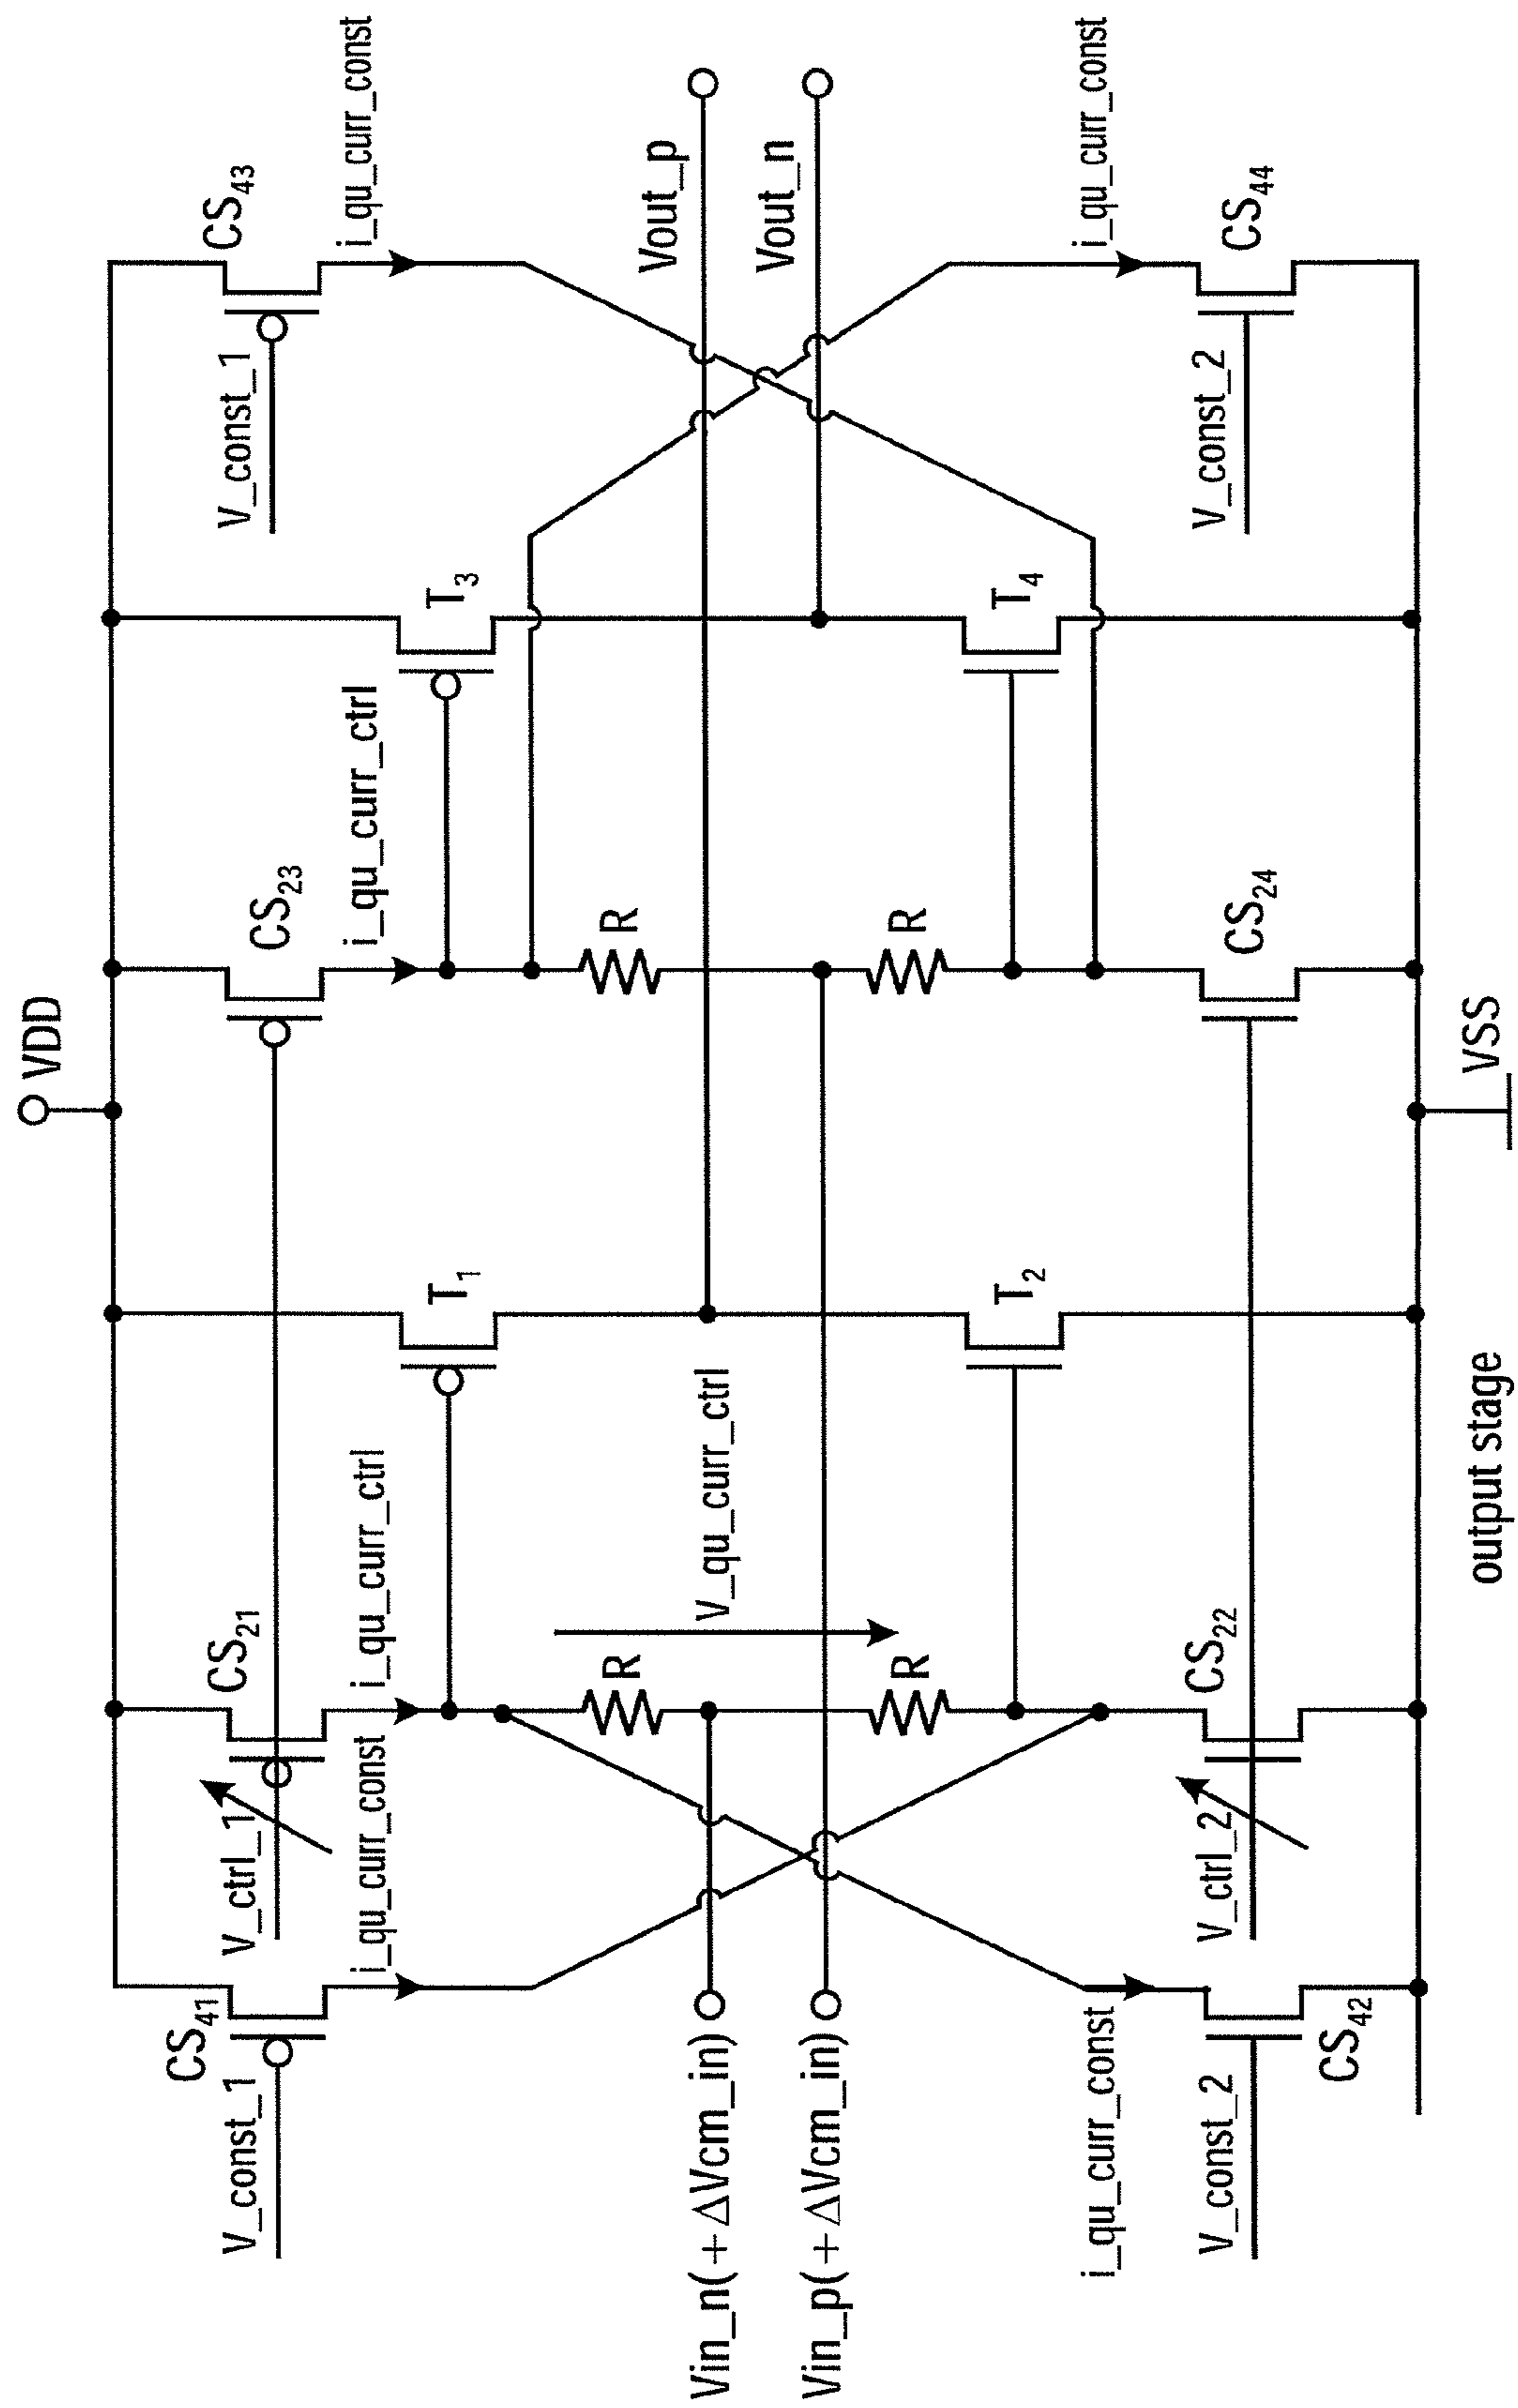 VDD
CS41
V_const_1
i_qu_curr_const
CS21
V_ctrl_1
i_qu_curr_ctrl
T1
CS23
i_qu_curr_ctrl
T3
CS43
V_const_1
i_qu_curr_const
R
R
V_qu_curr_ctrl
Vin_n(+ΔVcm_in)
Vin_p(+ΔVcm_in)
Vout_p
Vout_n
R
R
i_qu_curr_const
V_const_2
CS42
V_ctrl_2
CS22
T2
CS24
T4
V_const_2
CS44
i_qu_curr_const
VSS
output stage